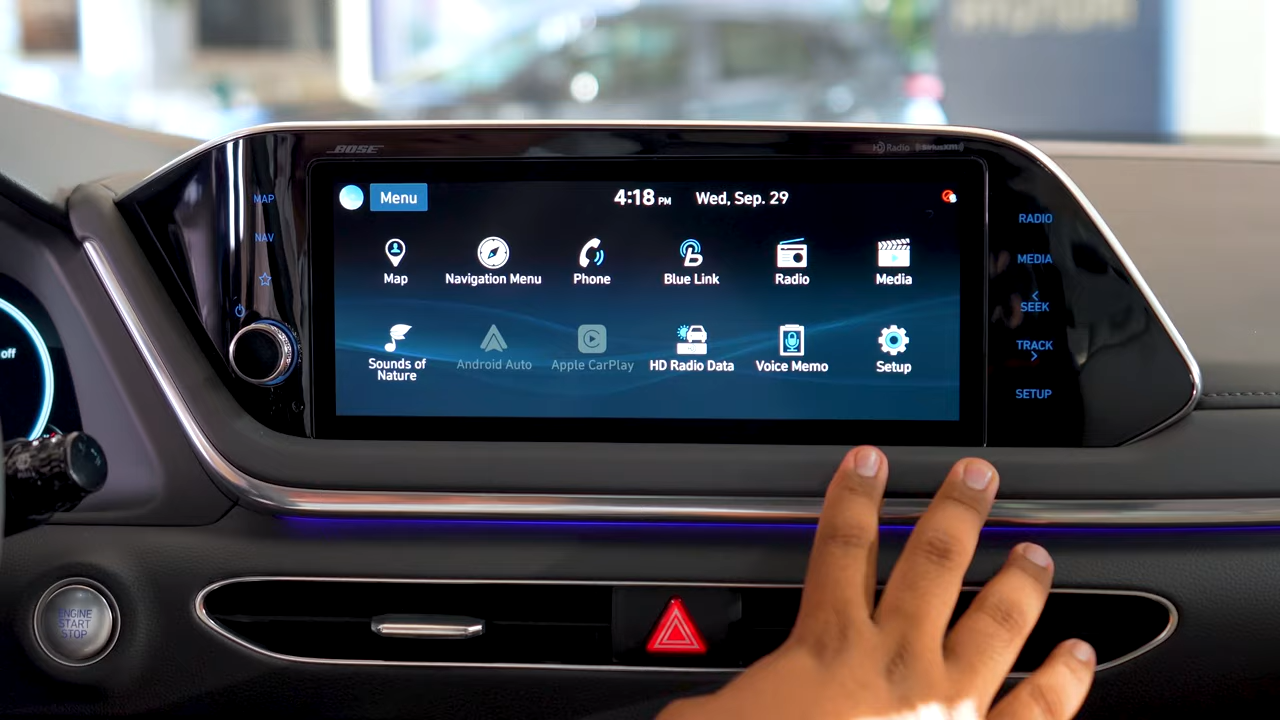 BOSE
HD Radio SiriusXM
MAP
NAV
Menu
4:18 PM Wed, Sep. 29
Map Navigation Menu Phone Blue Link Radio Media
Sounds of
Nature
Android Auto Apple CarPlay HD Radio Data Voice Memo Setup
RADIO
MEDIA
SEEK
TRACK
SETUP
off
ENGINE
START
STOP